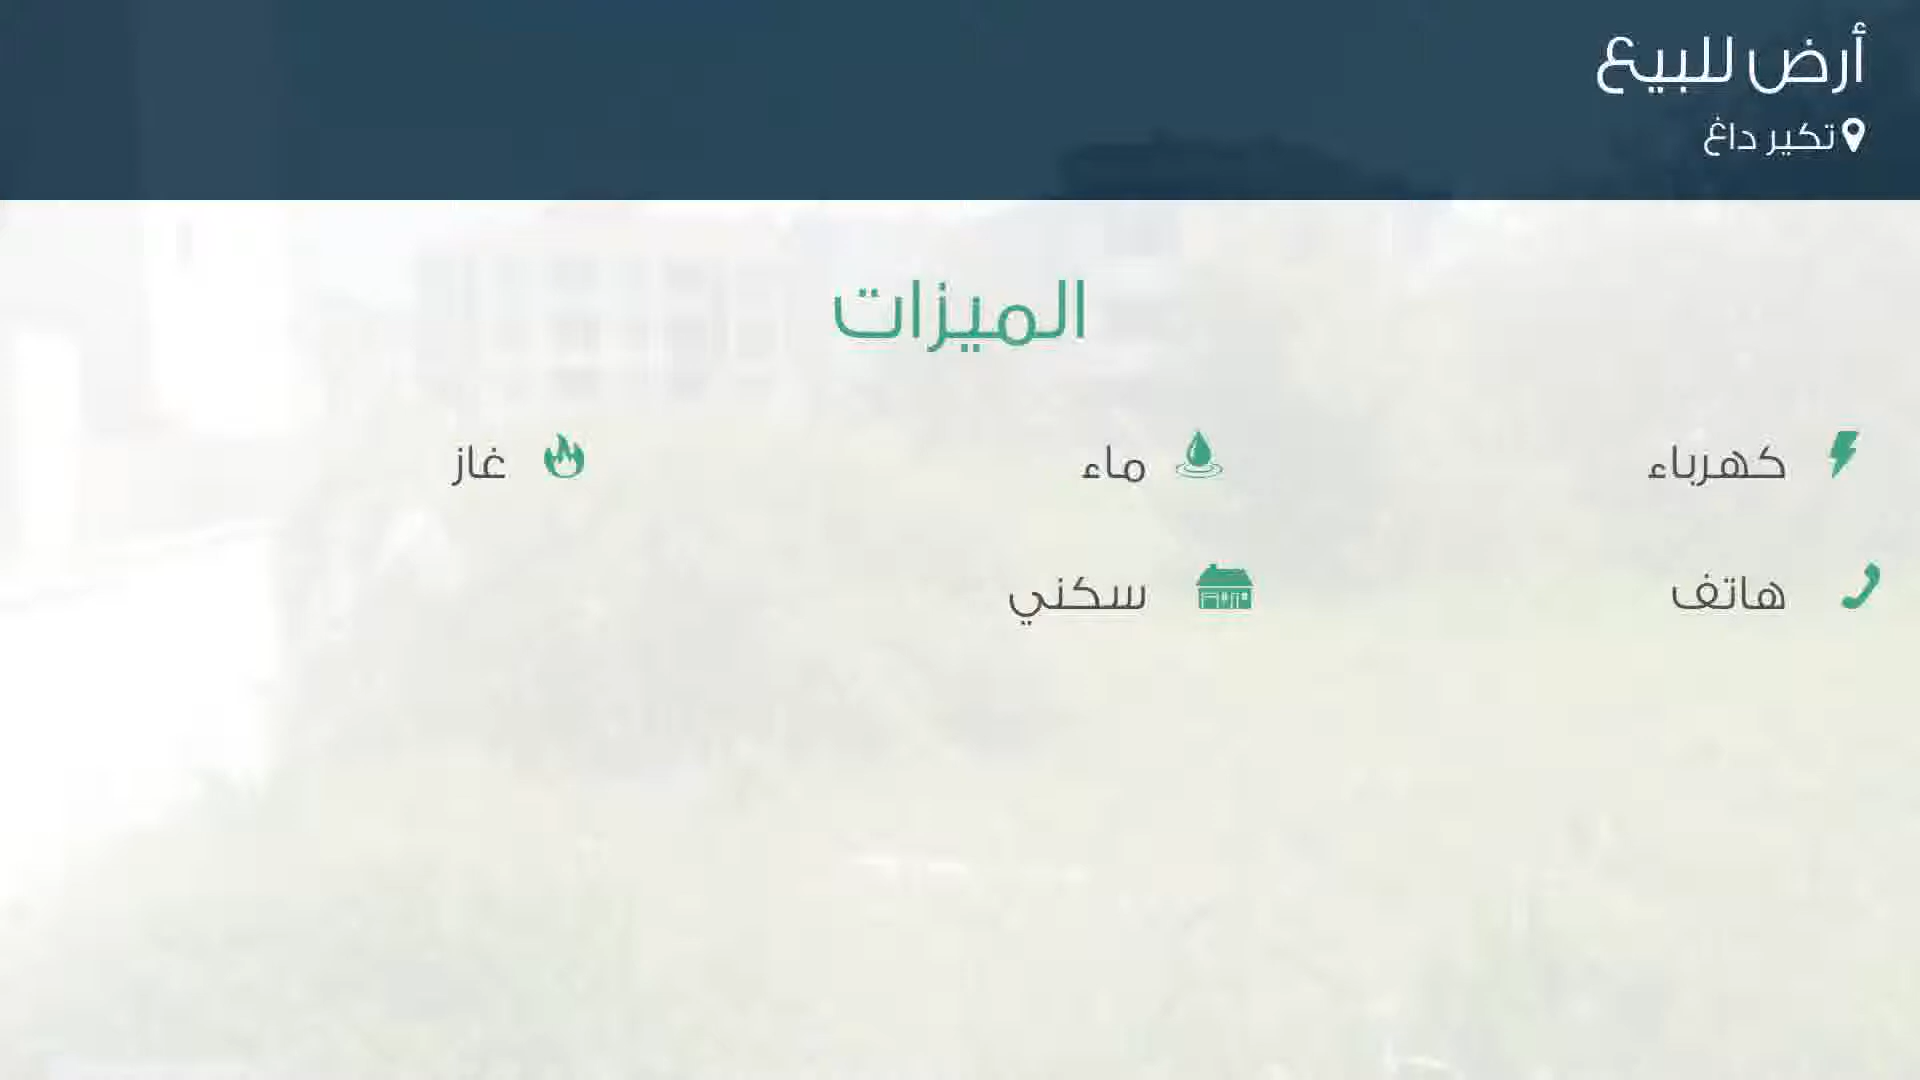 أرض للبيع
تكير داغ
الميزات
كهرباء ماء غاز
هاتف سكني